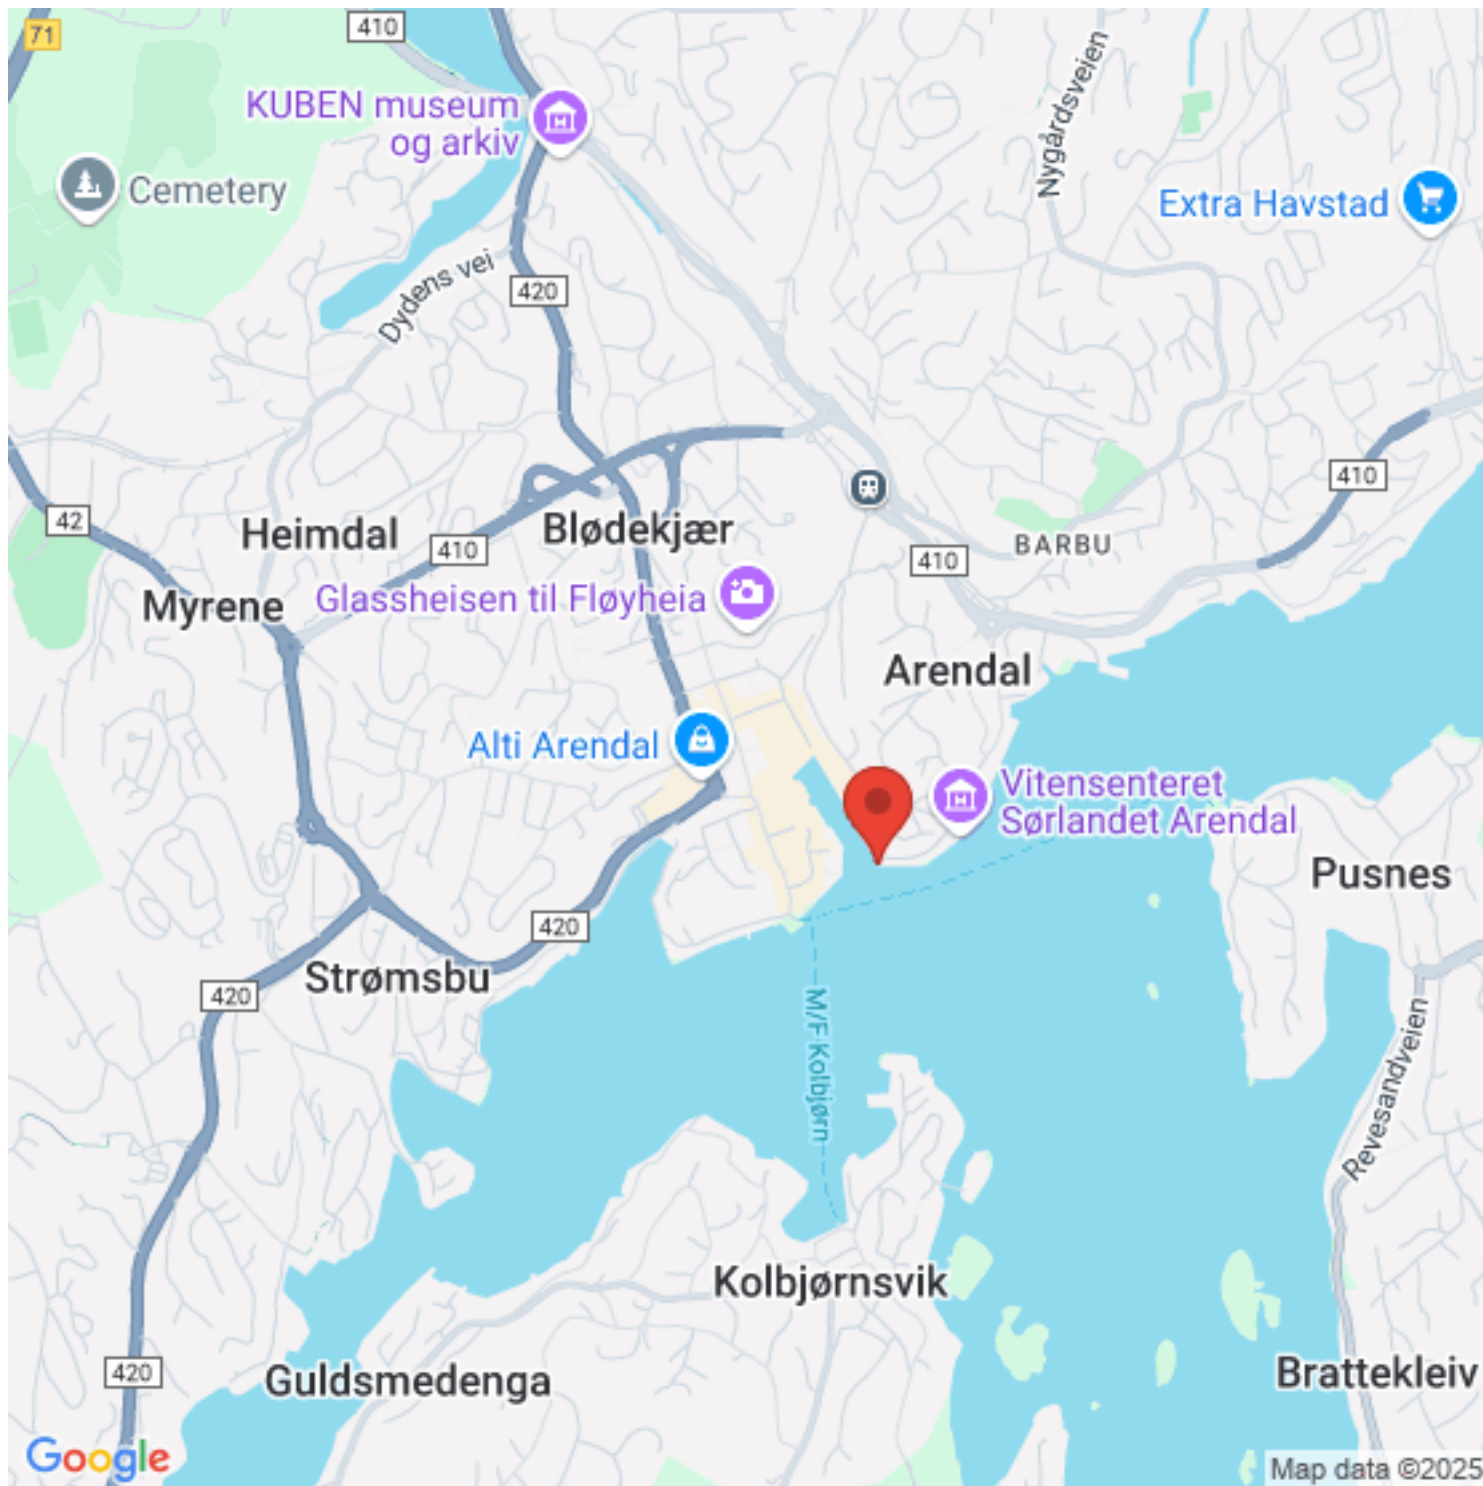 71
410
KUBEN museum
og arkiv
Nygårdsveien
Cemetery
Extra Havstad
Dydens vei
420
410
42
Heimdal
410
Blødekjær
410
BARBU
Myrene
Glassheisen til Fløyheia
Arendal
Alti Arendal
Vitensenteret
Sørlandet Arendal
Pusnes
420
Strømsbu
420
M/F Kolbjørn
Revesandveien
Kolbjørnsvik
420
Guldsmedenga
Brattekleiv
Google
Map data ©2025